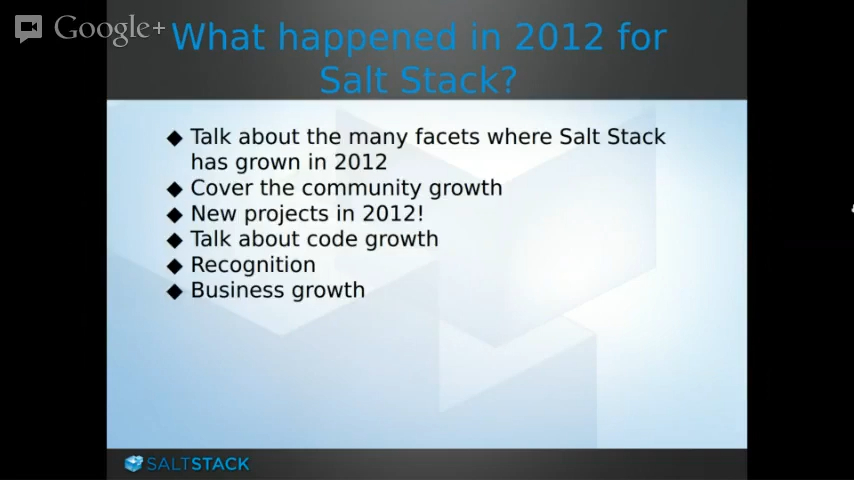 Google+
What happened in 2012 for
Salt Stack?
◆ Talk about the many facets where Salt Stack
has grown in 2012
◆ Cover the community growth
◆ New projects in 2012!
◆ Talk about code growth
◆ Recognition
◆ Business growth
SALTSTACK